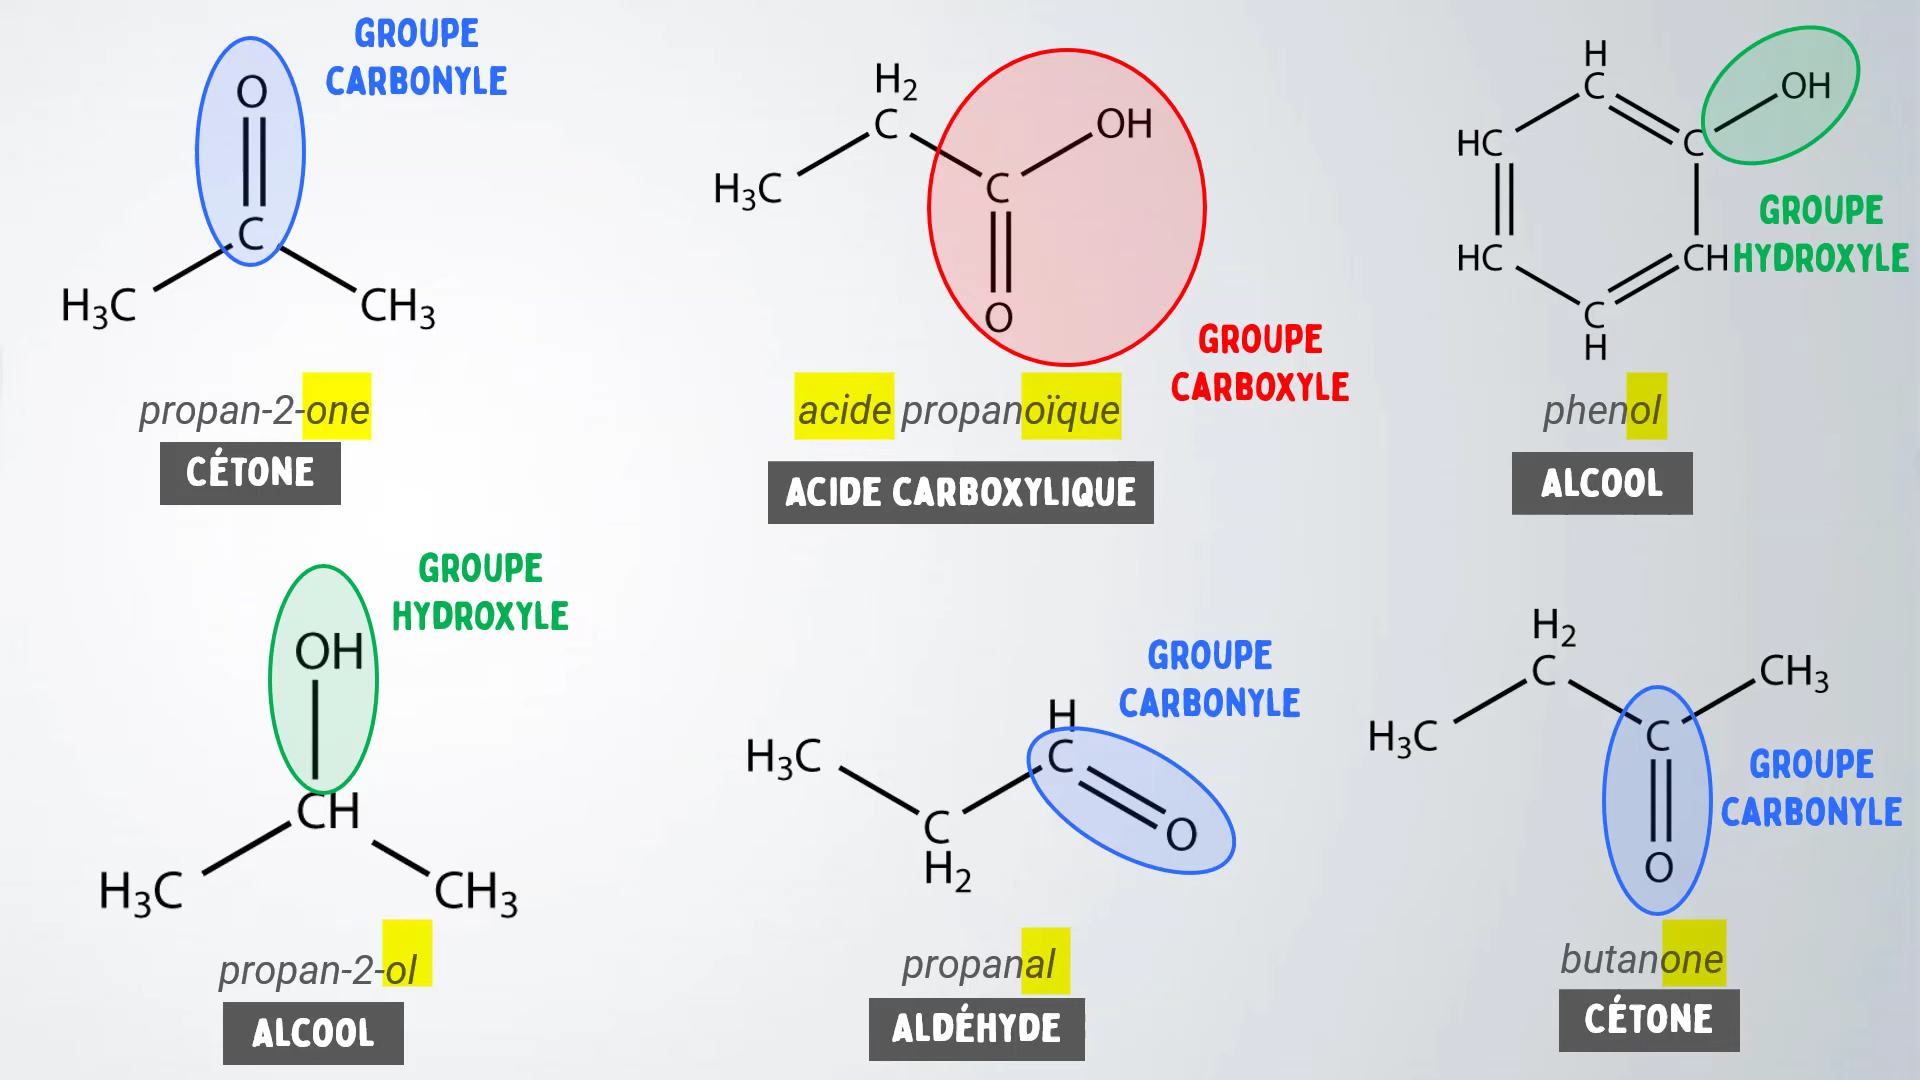 GROUPE
CARBONYLE
O
C
H3C
CH3
propan-2-one
CÉTONE
H2
C
OH
H3C
C
O
GROUPE
CARBOXYLE
acide propanoïque
ACIDE CARBOXYLIQUE
H
C
OH
HC
C
GROUPE
HYDROXYLE
HC
CH
C
H
phenol
ALCOOL
GROUPE
HYDROXYLE
OH
CH
H3C
CH3
propan-2-ol
ALCOOL
GROUPE
CARBONYLE
H
H3C
C
C
O
H2
propanal
ALDÉHYDE
H2
C
CH3
H3C
C
GROUPE
CARBONYLE
O
butanone
CÉTONE